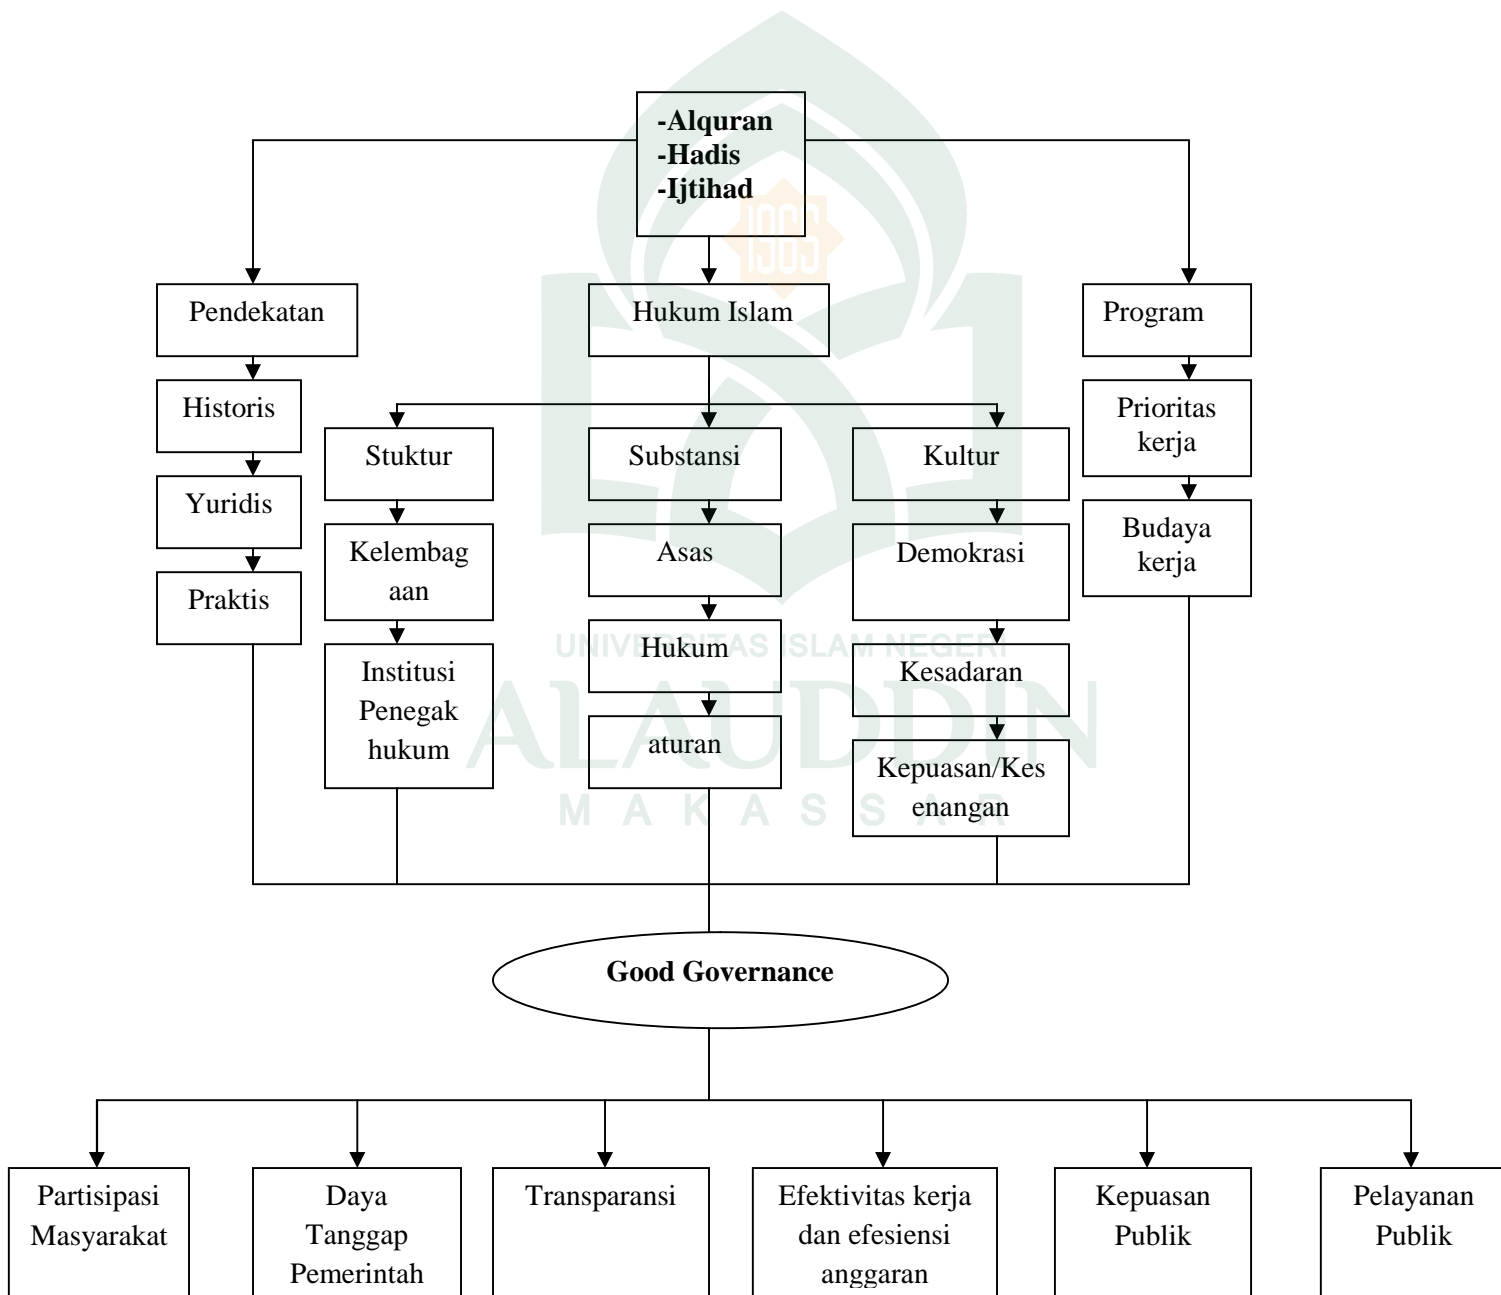 -Alquran
-Hadis
-Ijtihad
1965
Pendekatan
Hukum Islam
Program
Historis
Prioritas
kerja
Stuktur
Substansi
Kultur
Yuridis
Budaya
kerja
Kelembag
aan
Asas
Demokrasi
Praktis
UNIVERSITAS ISLAM NEGERI
Hukum
Kesadaran
Institusi
Penegak
hukum
ALAUDDIN
aturan
Kepuasan/Kes
enangan
MAKASSAR
Good Governance
Partisipasi
Masyarakat
Daya
Tanggap
Pemerintah
Transparansi
Efektivitas kerja
dan efesiensi
anggaran
Kepuasan
Publik
Pelayanan
Publik